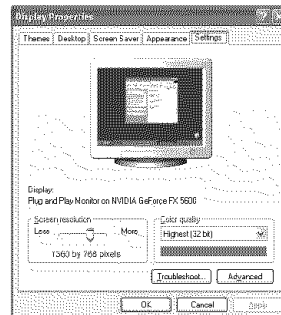 Display Properties
Themes Desktop Screen Saver Appearance Settings
Display:
Plug and Play Monitor on NVIDIA GeForce FX 5600
Screen resolution
Less More
1360 by 768 pixels
Color quality
Highest (32 bit)
Troubleshoot... Advanced
OK Cancel Apply